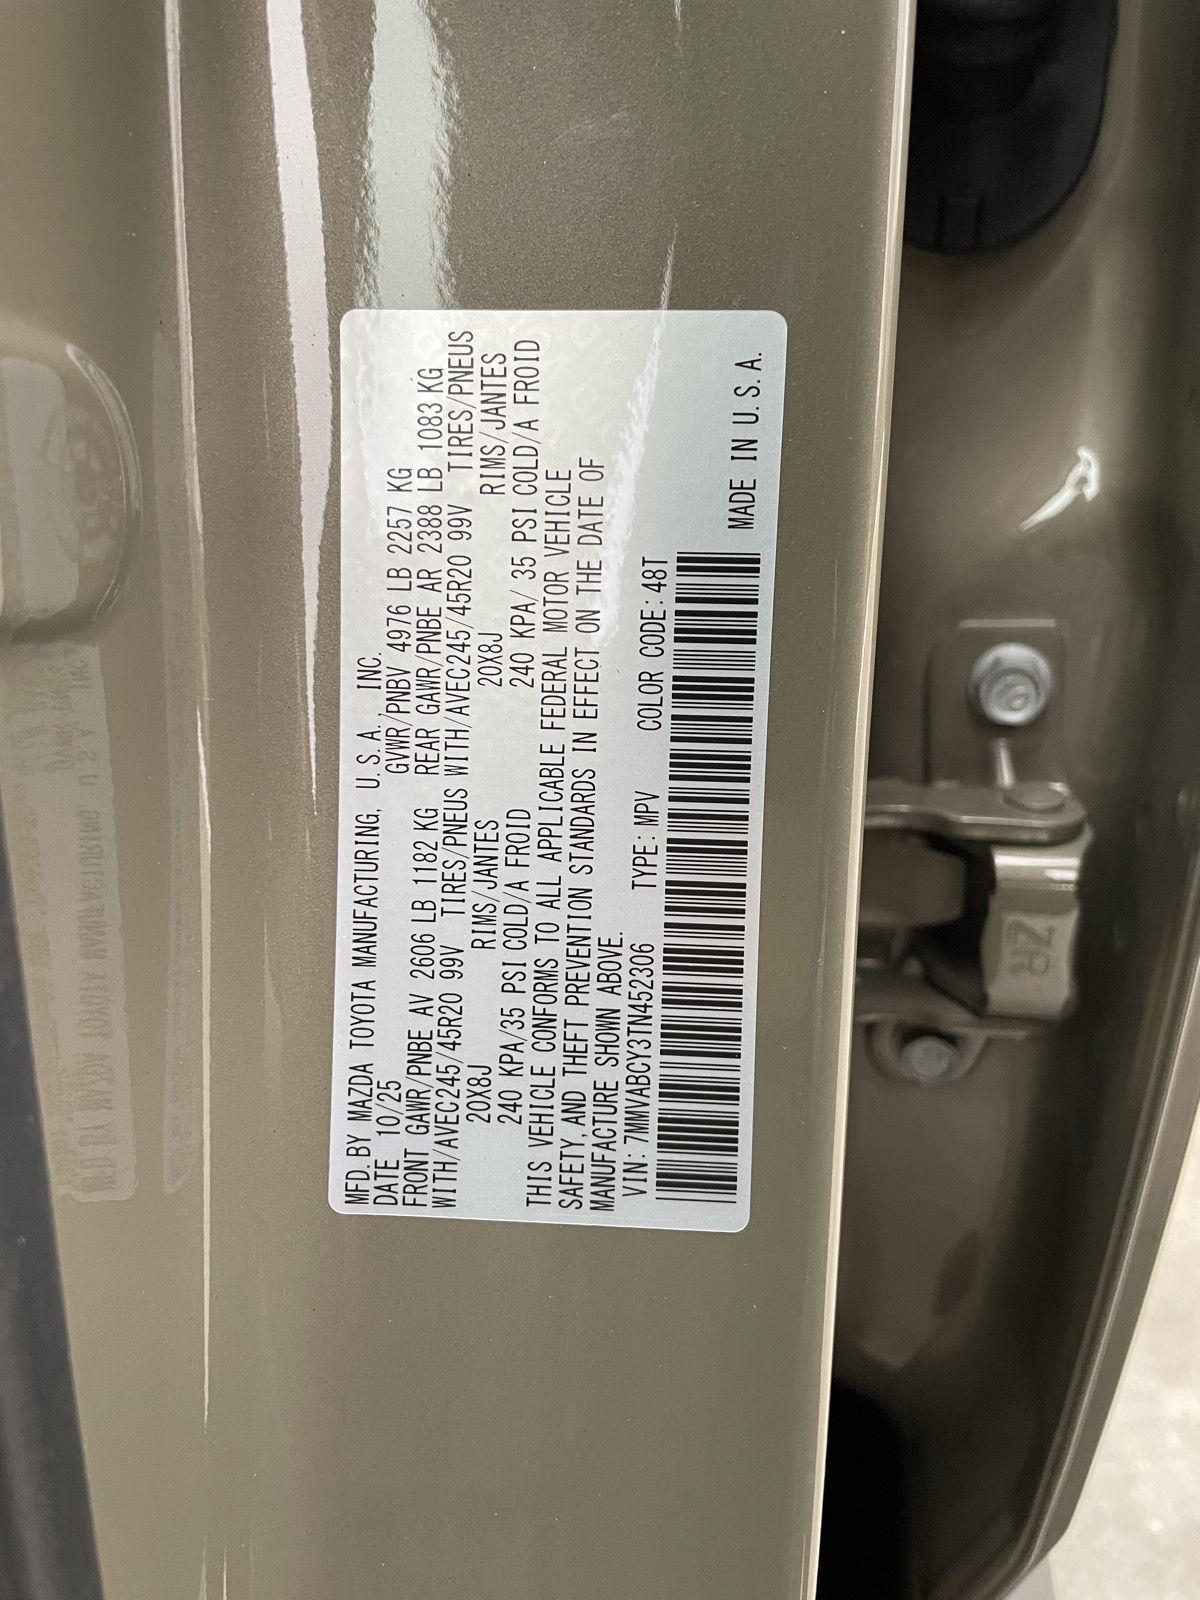 MFD. BY MAZDA TOYOTA MANUFACTURING, U. S. A., INC.
DATE 10/25 GVWR/PNBV 4976 LB 2257 KG
FRONT GAWR/PNBE AV 2606 LB 1182 KG REAR GAWR/PNBE AR 2388 LB 1083 KG
WITH/AVEC245/45R20 99V TIRES/PNEUS WITH/AVEC245/45R20 99V TIRES/PNEUS
20X8J RIMS/JANTES 20X8J RIMS/JANTES
240 KPA/35 PSI COLD/A FROID 240 KPA/ 35 PSI COLD/A FROID
THIS VEHICLE CONFORMS TO ALL APPLICABLE FEDERAL MOTOR VEHICLE
SAFETY, AND THEFT PREVENTION STANDARDS IN EFFECT ON THE DATE OF
MANUFACTURE SHOWN ABOVE.
VIN: 7MMVABCY3TN452306 TYPE: MPV COLOR CODE: 48T
MADE IN U. S. A.
ZR